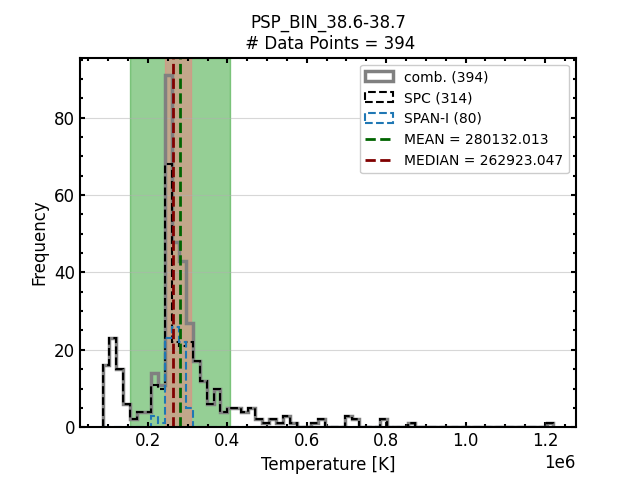 PSP_BIN_38.6-38.7
# Data Points = 394
comb. (394)
SPC (314)
SPAN-I (80)
MEAN = 280132.013
MEDIAN = 262923.047
Frequency
80
60
40
20
0
0.2 0.4 0.6 0.8 1.0 1.2
1e6
Temperature [K]